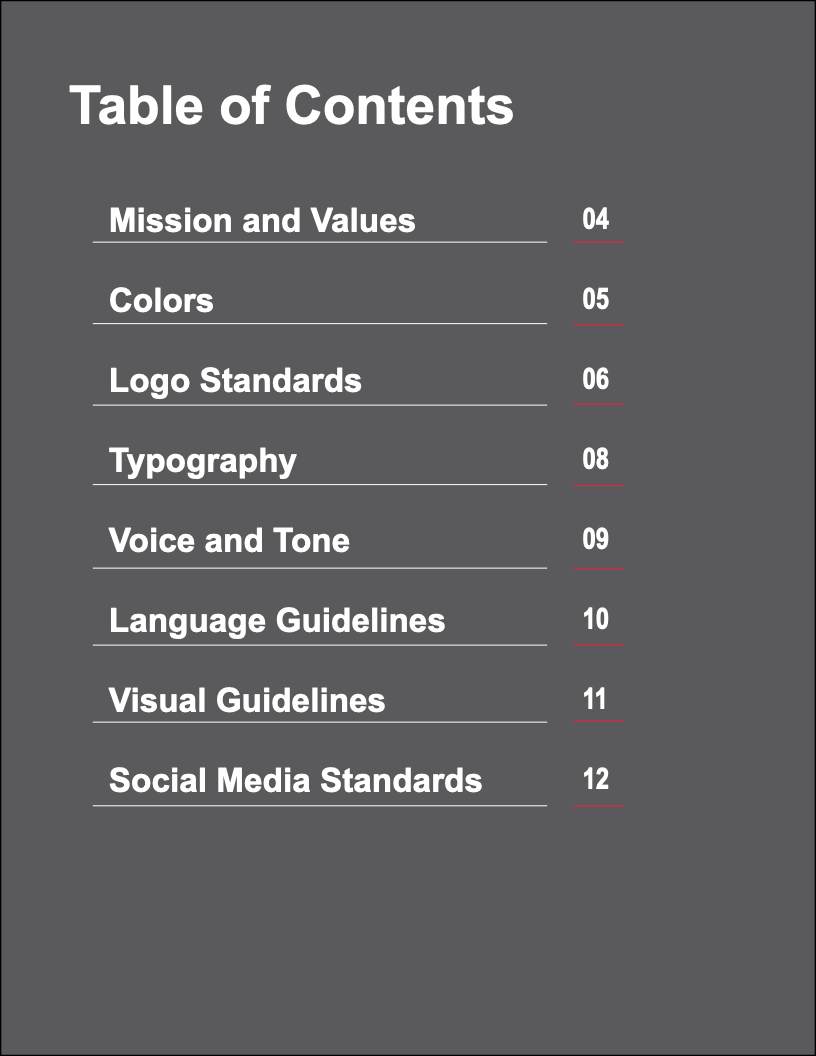 Table of Contents
Mission and Values 04
Colors 05
Logo Standards 06
Typography 08
Voice and Tone 09
Language Guidelines 10
Visual Guidelines 11
Social Media Standards 12